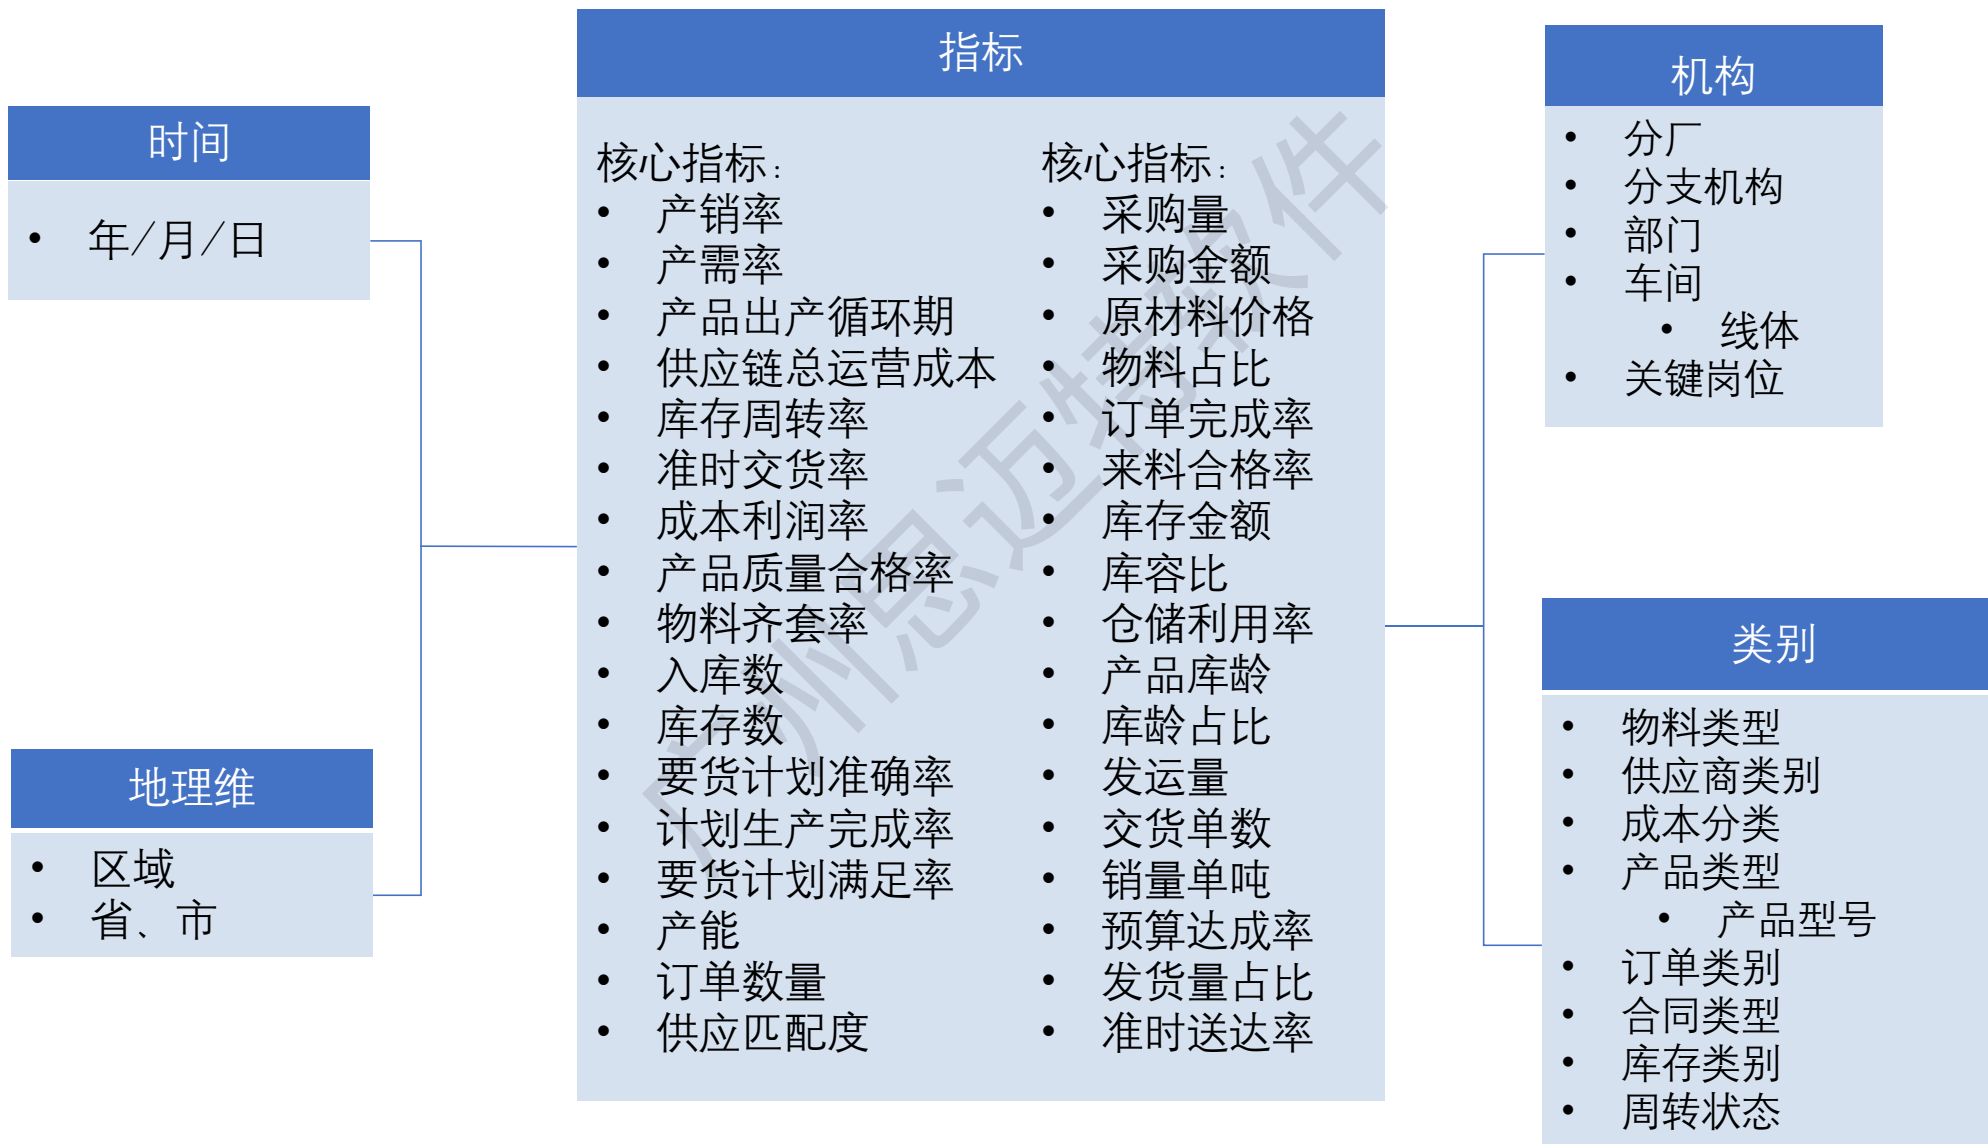 时间
年/月/日
地理维
区域
省、市
指标
核心指标:
产销率
产需率
产品出产循环期
供应链总运营成本
库存周转率
准时交货率
成本利润率
产品质量合格率
物料齐套率
入库数
库存数
要货计划准确率
计划生产完成率
要货计划满足率
产能
订单数量
供应匹配度
核心指标:
采购量
采购金额
原材料价格
物料占比
订单完成率
来料合格率
库存金额
库容比
仓储利用率
产品库龄
库龄占比
发运量
交货单数
销量单吨
预算达成率
发货量占比
准时送达率
机构
分厂
分支机构
部门
车间
线体
关键岗位
类别
物料类型
供应商类别
成本分类
产品类型
产品型号
订单类别
合同类型
库存类别
周转状态
广州思迈特软件